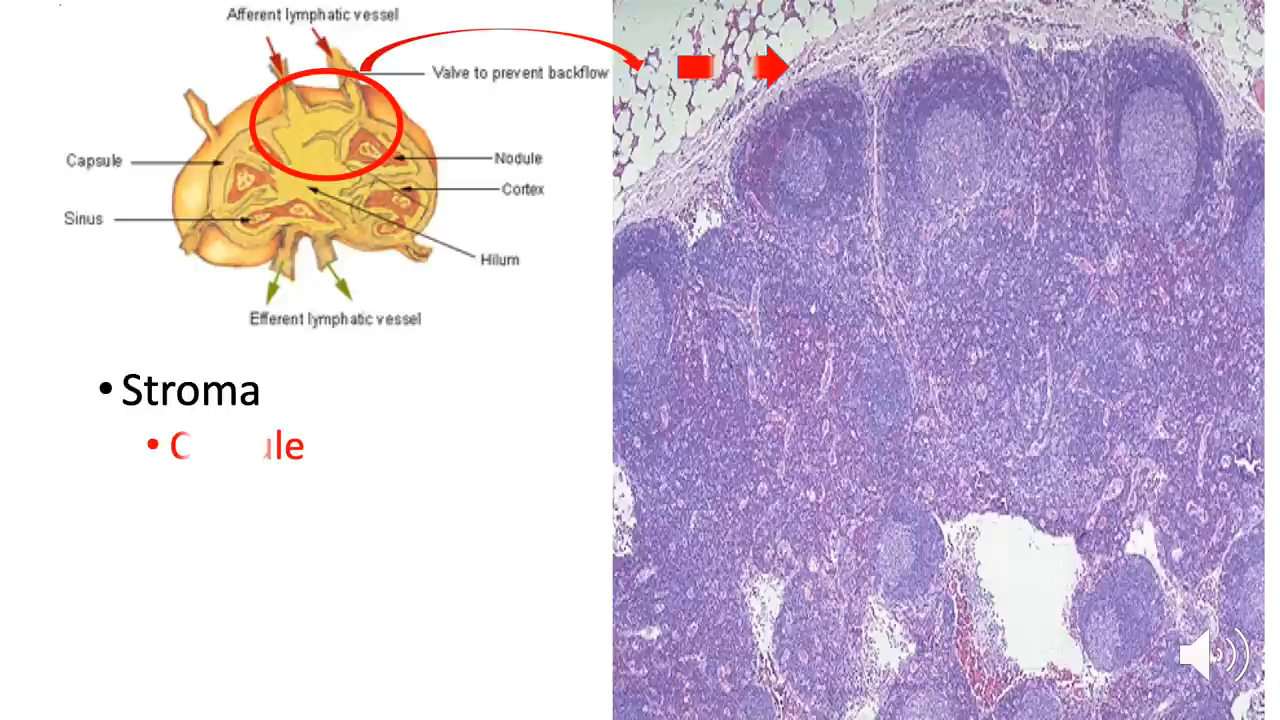 Afferent lymphatic vessel
Valve to prevent backflow
Capsule
Nodule
Cortex
Sinus
Hilum
Efferent lymphatic vessel
• Stroma